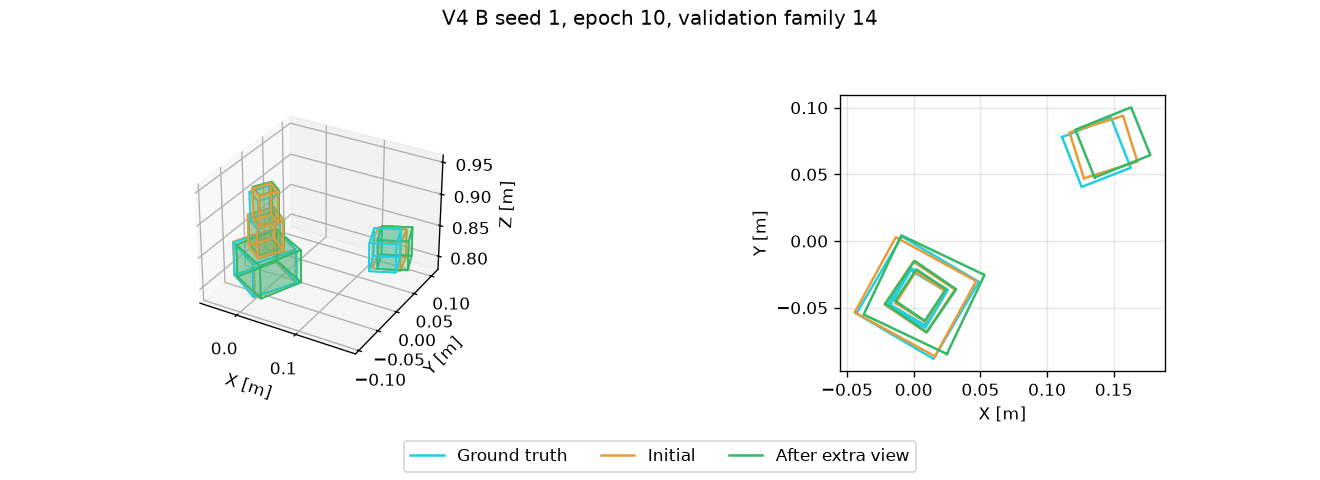 V4 B seed 1, epoch 10, validation family 14
0.95
0.90
0.85
0.80
Z [m]
0.10
0.05
0.00
−0.05
−0.10
Y [m]
0.0
0.1
X [m]
0.10
0.05
0.00
−0.05
Y [m]
−0.05 0.00 0.05 0.10 0.15
X [m]
Ground truth Initial After extra view